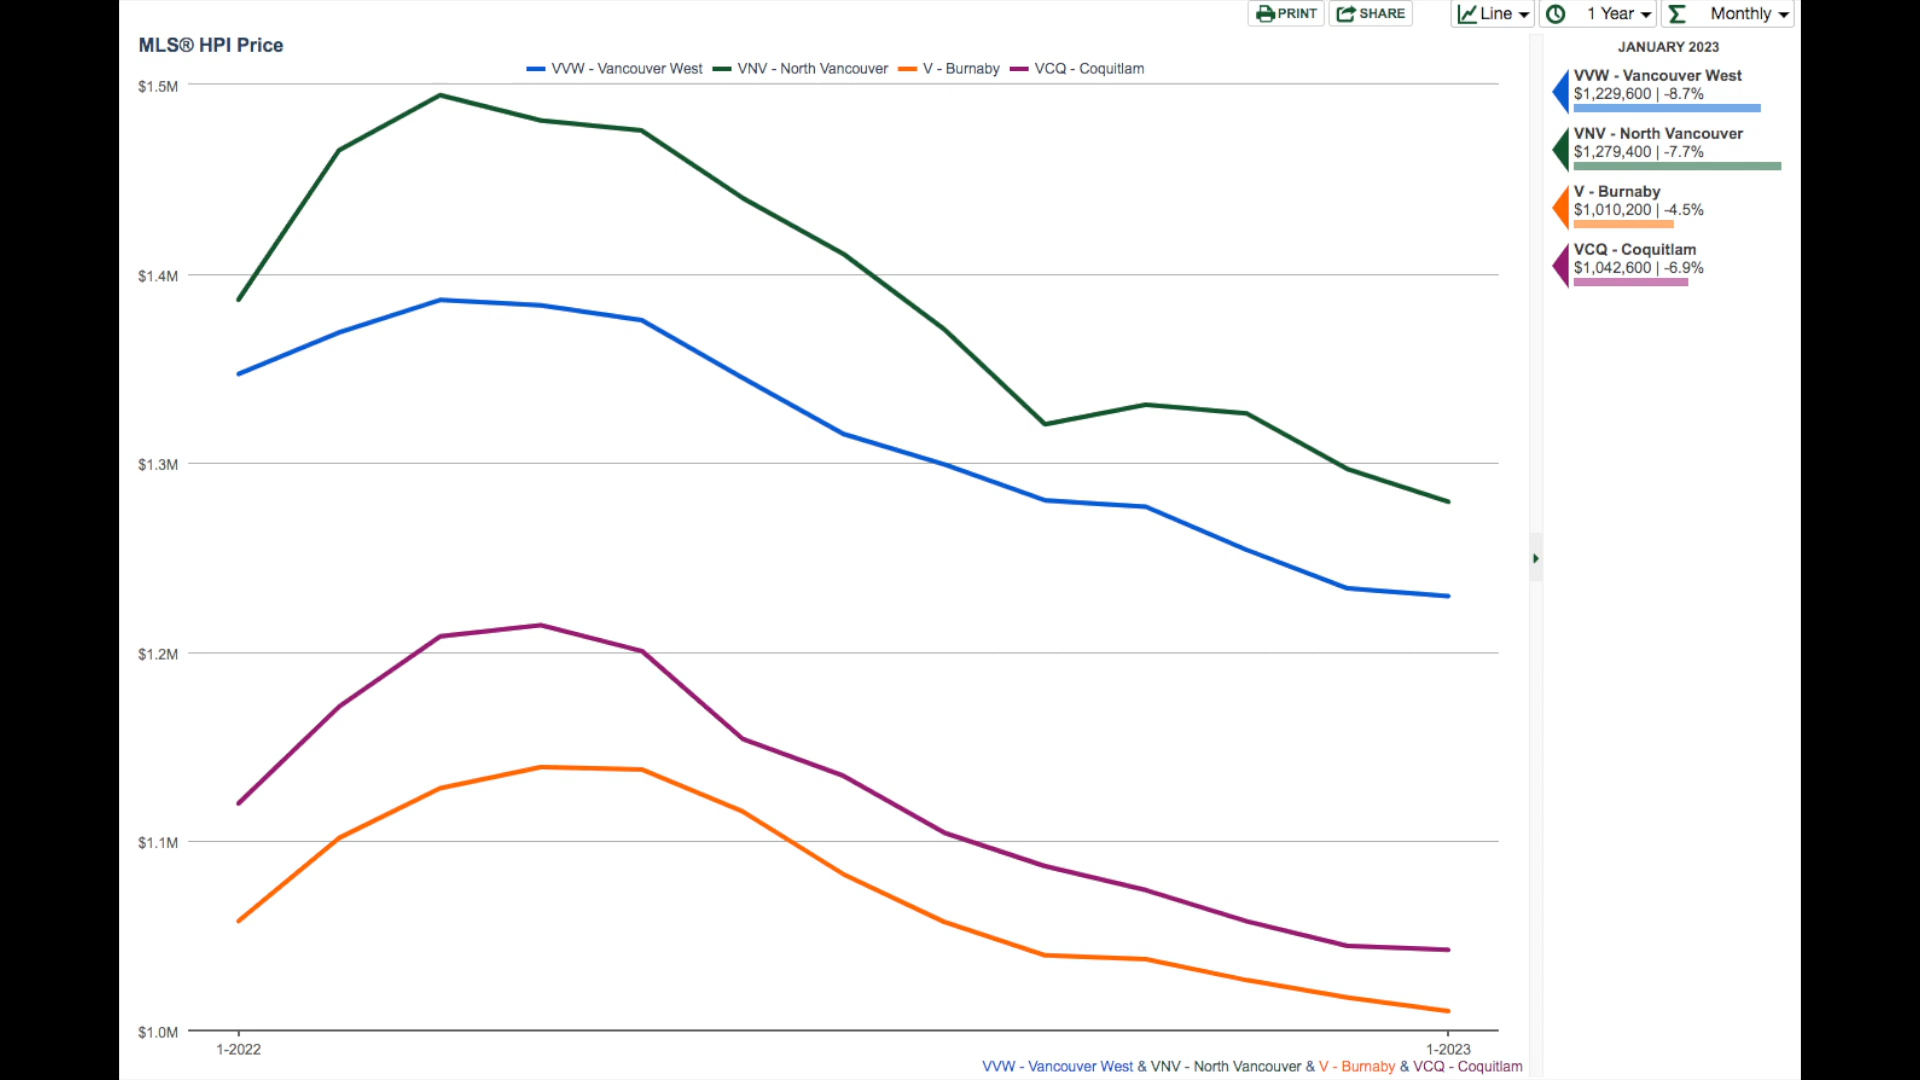 PRINT SHARE Line 1 Year Monthly
MLS® HPI Price
VVW - Vancouver West VNV - North Vancouver V - Burnaby VCQ - Coquitlam
$1.5M
$1.4M
$1.3M
$1.2M
$1.1M
$1.0M
1-2022 1-2023
VVW - Vancouver West & VNV - North Vancouver & V - Burnaby & VCQ - Coquitlam
JANUARY 2023
VVW - Vancouver West
$1,229,600 | -8.7%
VNV - North Vancouver
$1,279,400 | -7.7%
V - Burnaby
$1,010,200 | -4.5%
VCQ - Coquitlam
$1,042,600 | -6.9%